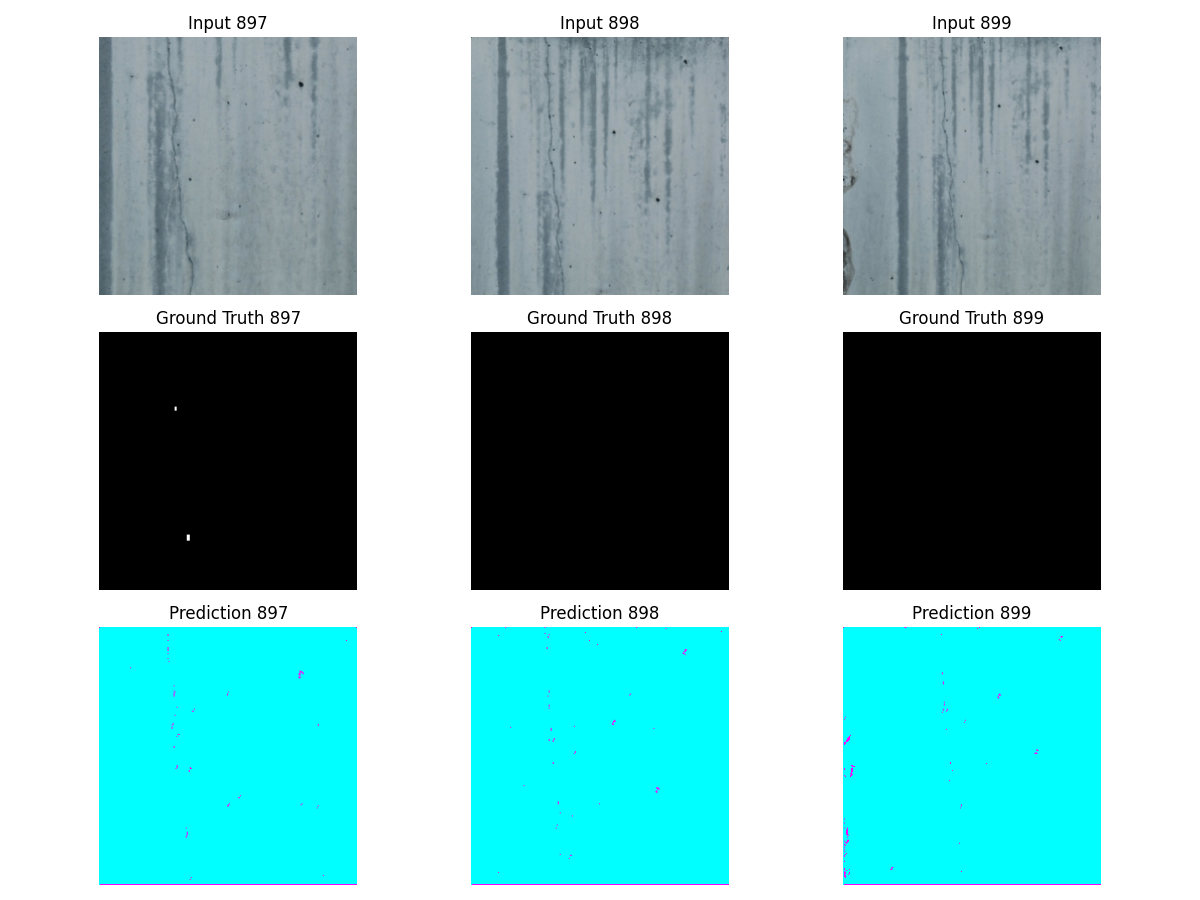 Input 897
Input 898
Input 899
Ground Truth 897
Ground Truth 898
Ground Truth 899
Prediction 897
Prediction 898
Prediction 899